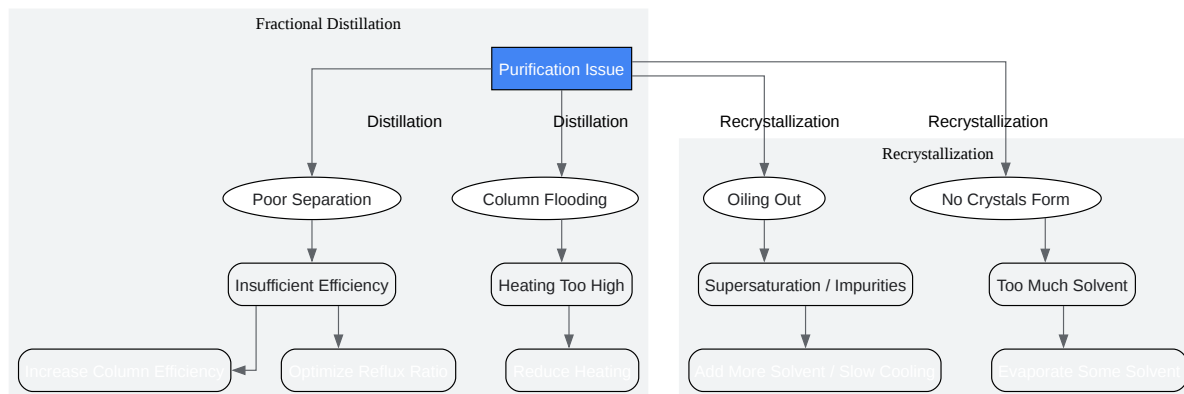 Fractional Distillation
Purification Issue
Distillation
Distillation
Recrystallization
Recrystallization
Recrystallization
Poor Separation
Column Flooding
Oiling Out
No Crystals Form
Insufficient Efficiency
Heating Too High
Supersaturation / Impurities
Too Much Solvent
Increase Column Efficiency
Optimize Reflux Ratio
Reduce Heating
Add More Solvent / Slow Cooling
Evaporate Some Solvent